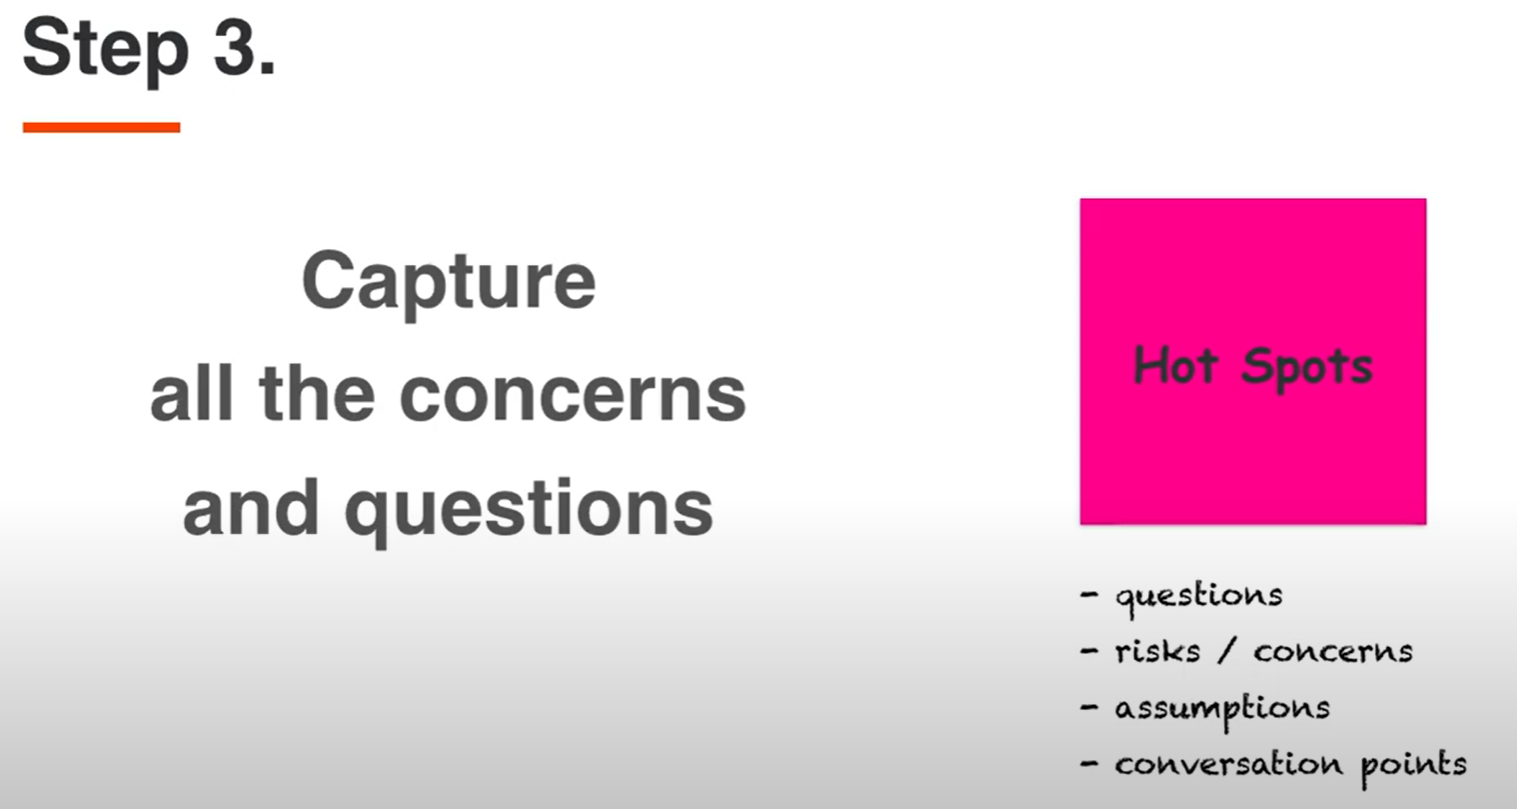 Step 3.
Capture
all the concerns
and questions
Hot Spots
- questions
- risks / concerns
- assumptions
- conversation points